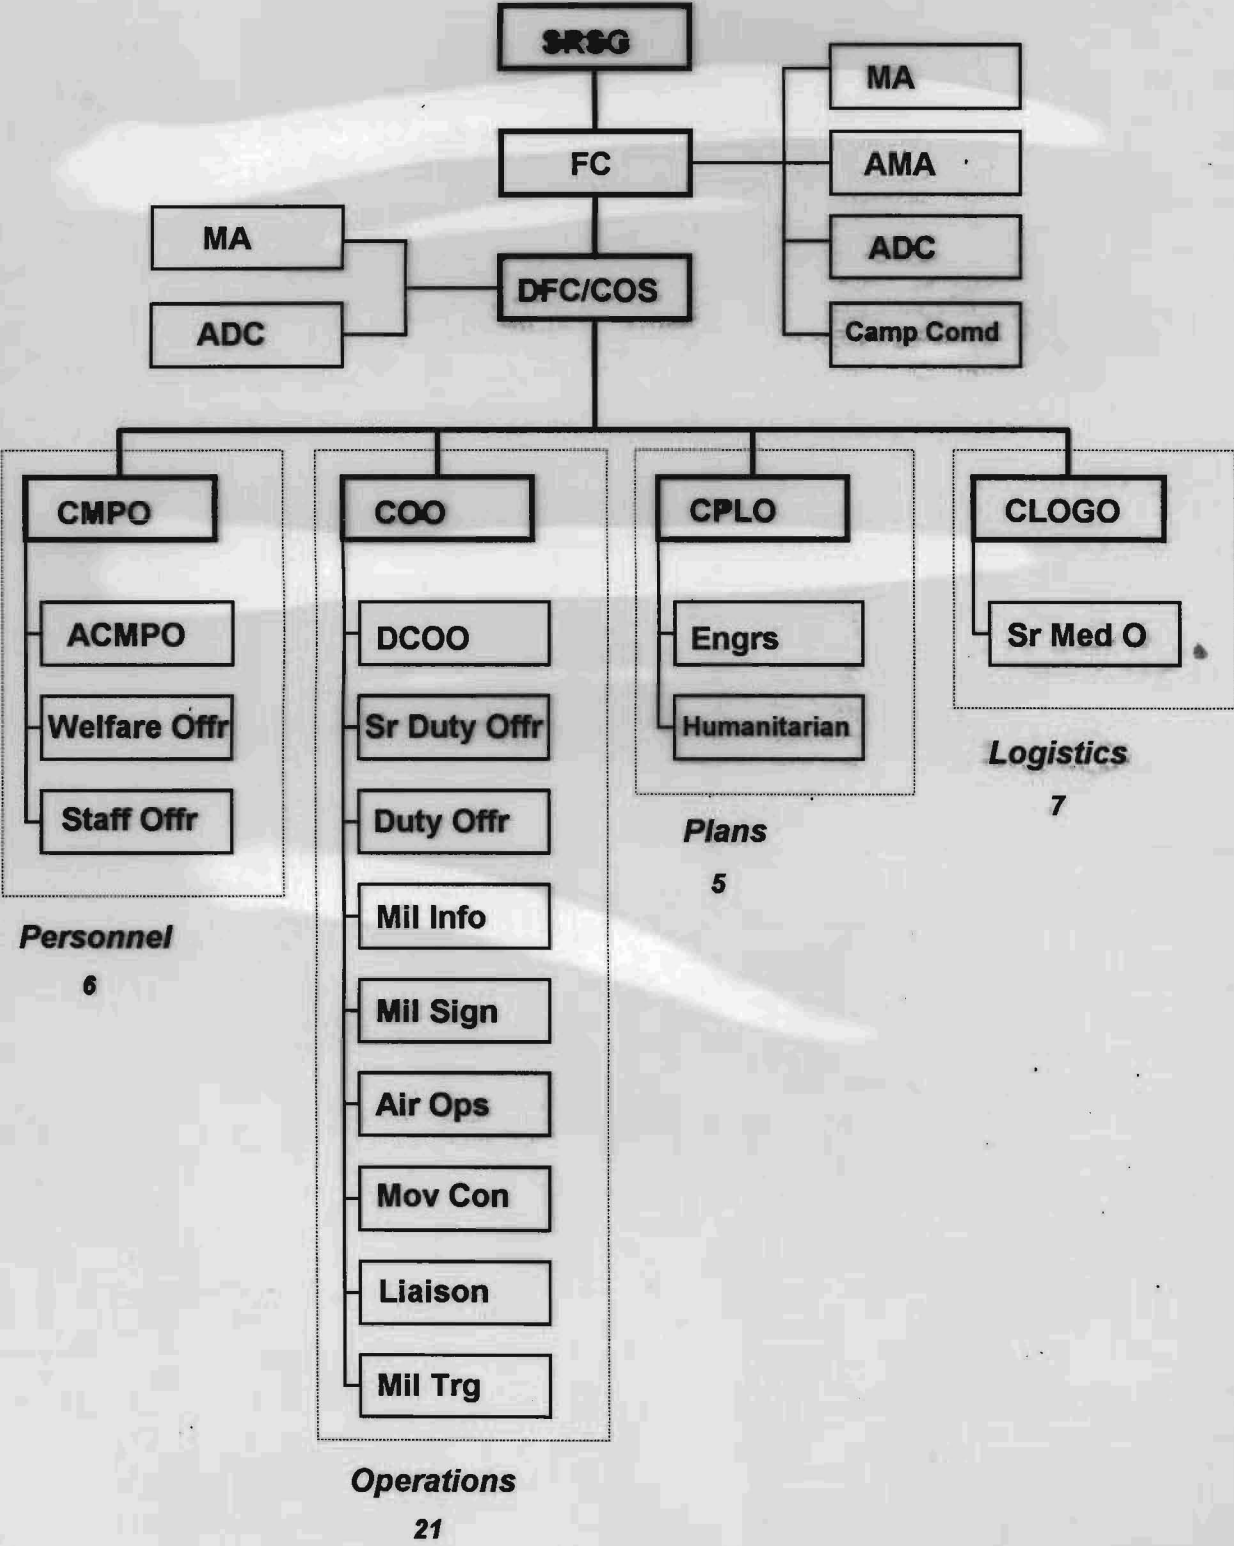 SRSG
MA
FC
AMA
MA
ADC
DFC/COS
ADC
Camp Comd
CMPO
COO
CPLO
CLOGO
ACMPO
DCOO
Engrs
Sr Med O
Welfare Offr
Sr Duty Offr
Humanitarian
Logistics
7
Staff Offr
Duty Offr
Plans
5
Mil Info
Personnel
6
Mil Sign
Air Ops
Mov Con
Liaison
Mil Trg
Operations
21